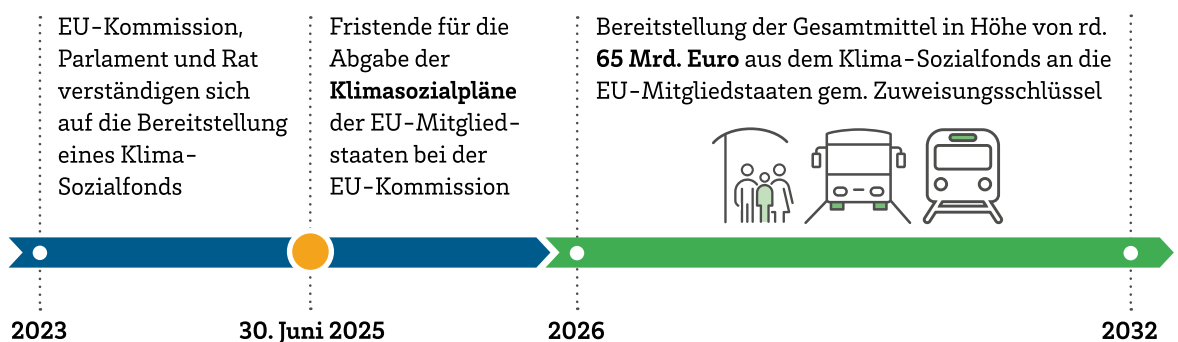 EU-Kommission,
Parlament und Rat
verständigen sich
auf die Bereitstellung
eines Klima-
Sozialfonds
Fristende für die
Abgabe der
Klimasozialpläne
der EU-Mitglied-
staaten bei der
EU-Kommission
Bereitstellung der Gesamtmittel in Höhe von rd.
65 Mrd. Euro aus dem Klima-Sozialfonds an die
EU-Mitgliedstaaten gem. Zuweisungsschlüssel
2023
30. Juni 2025
2026
2032